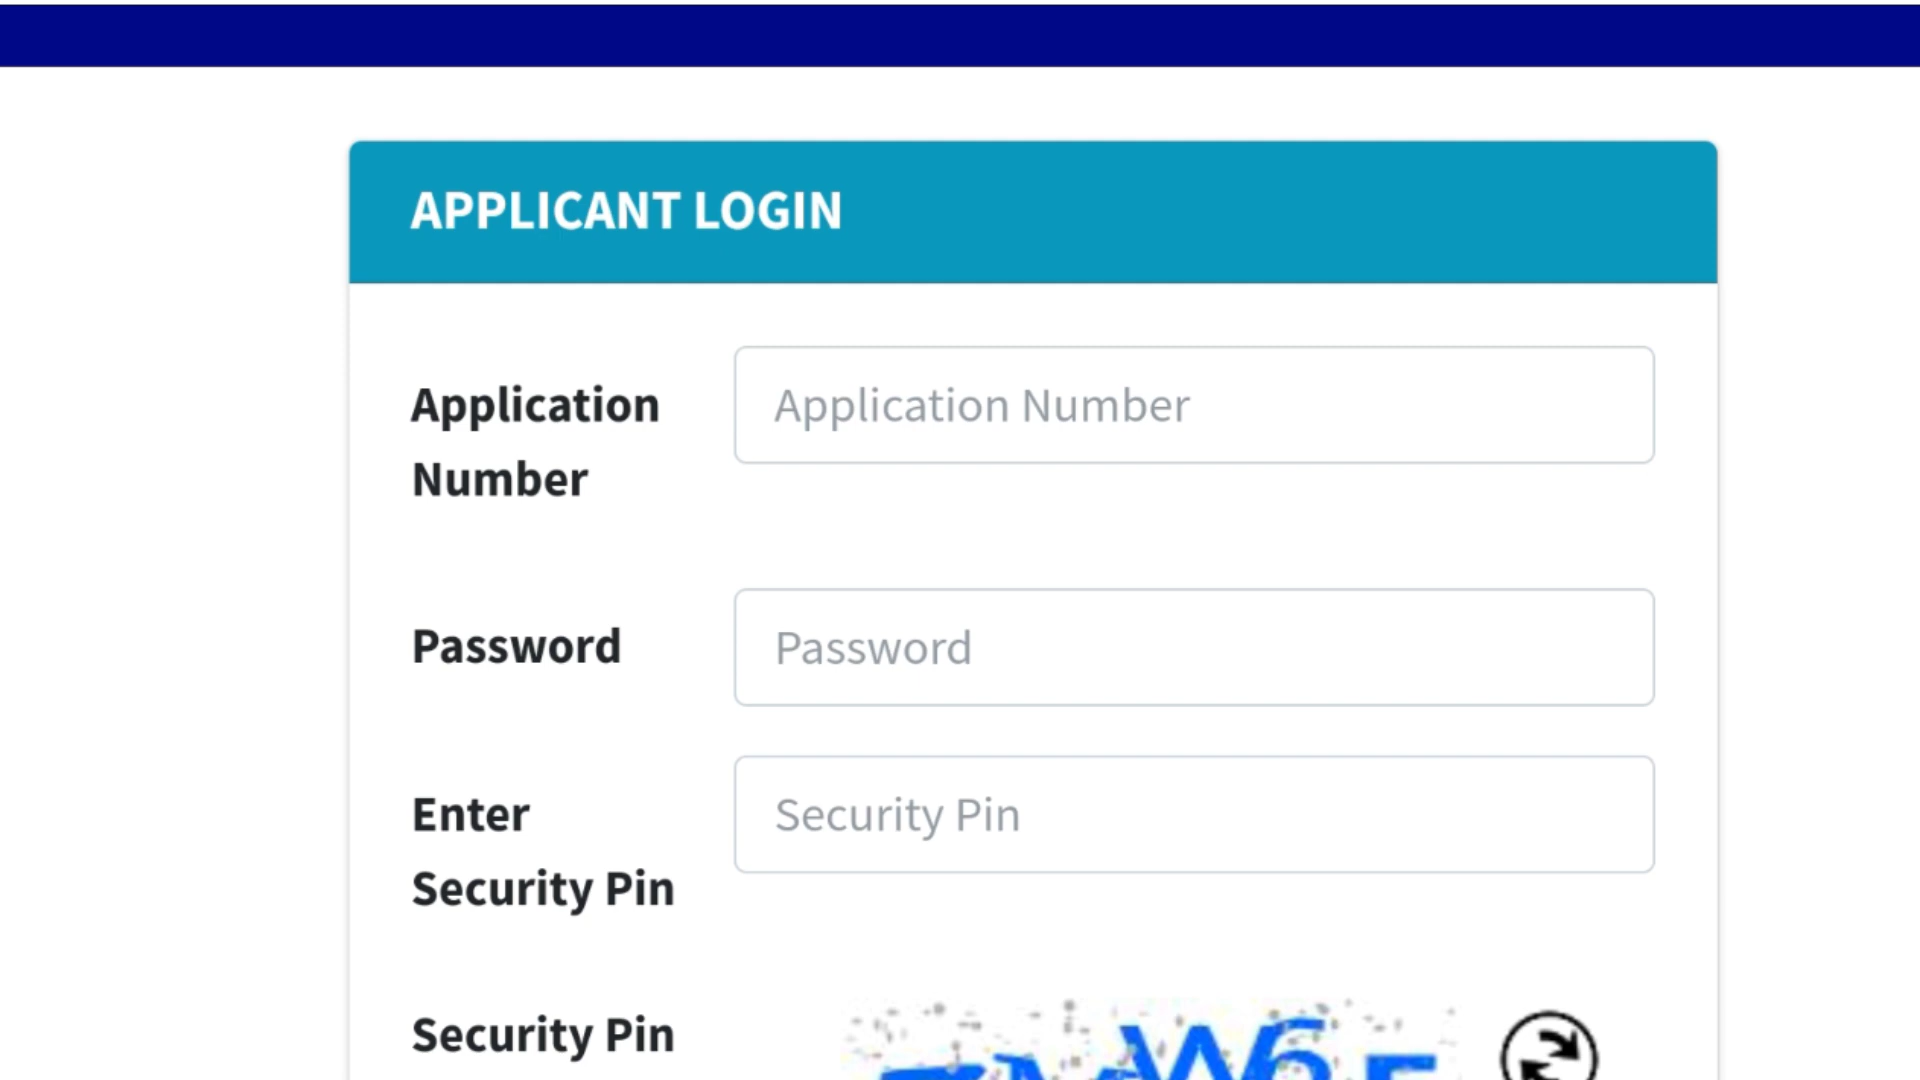 APPLICANT LOGIN
Application Number
Application Number
Password
Password
Enter Security Pin
Security Pin
Security Pin